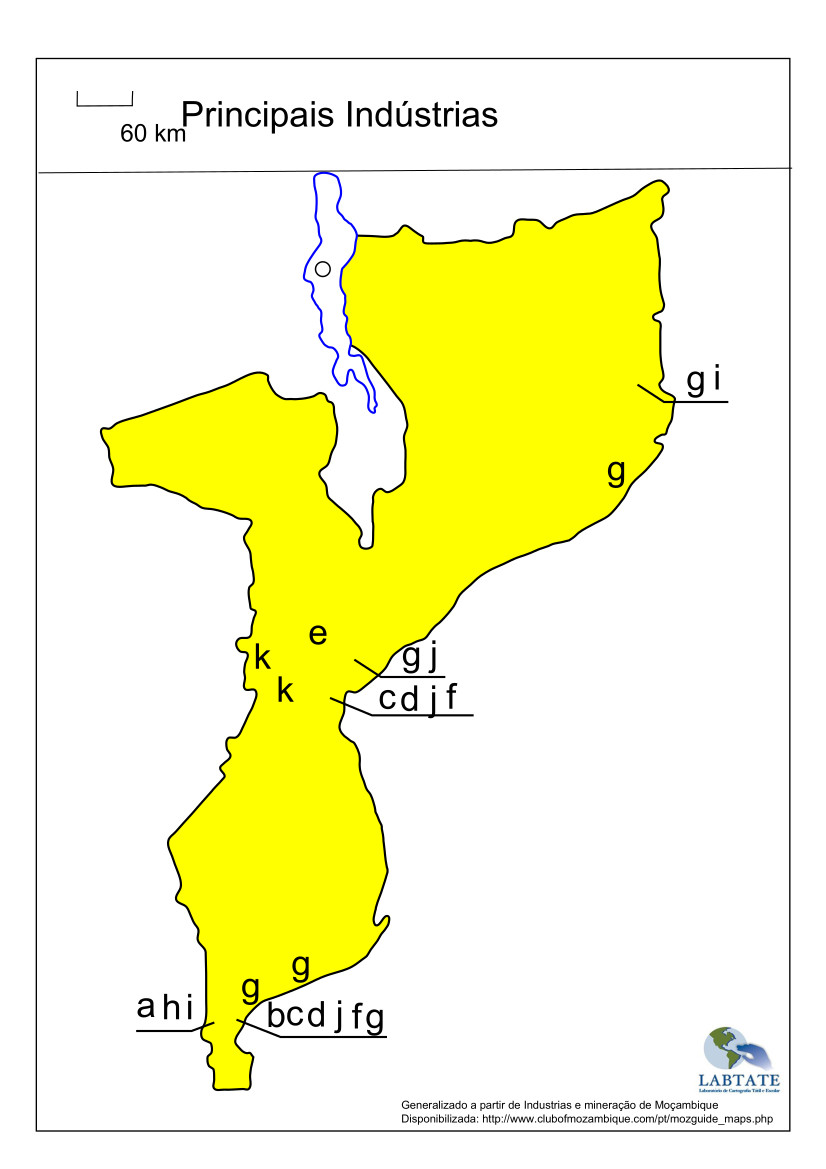 Principais Indústrias
60 km
g i
g
e
k
g j
k
c d j f
g
g
a h i
b c d j f g
LABTATE
Laboratório de Cartografia Tátil e Escolar
Generalizado a partir de Industrias e mineração de Moçambique
Disponibilizada: http://www.clubofmozambique.com/pt/mozguide_maps.php